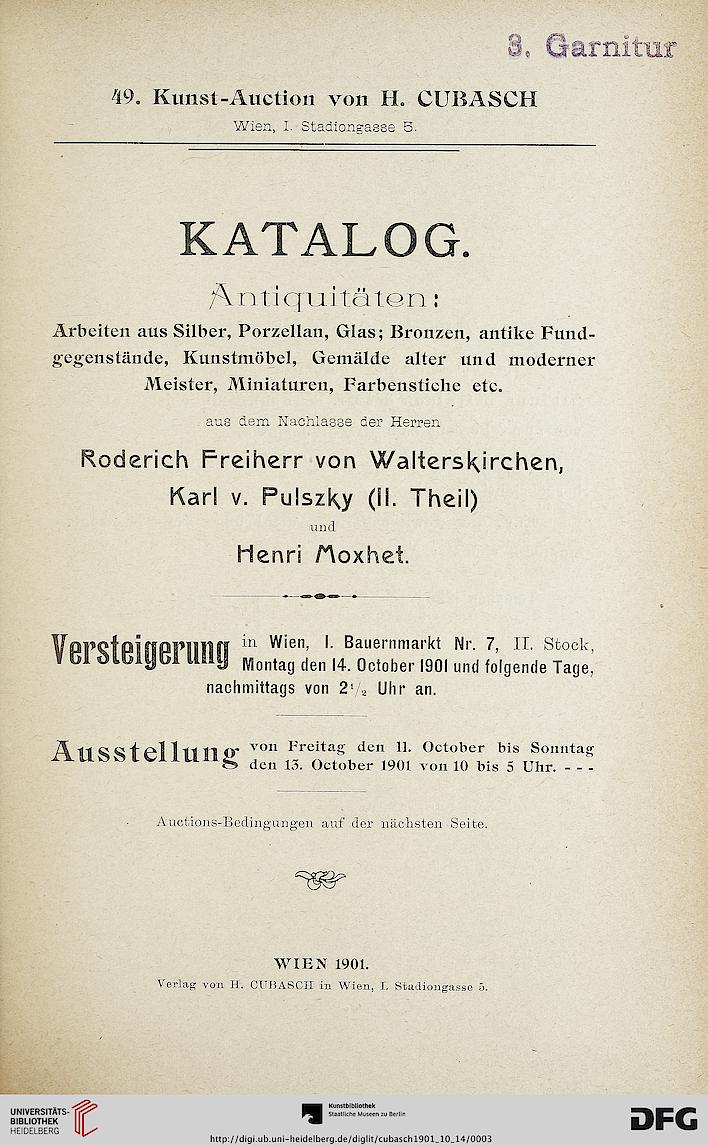 3. Garnitur
49. Kunst-Auction von H. CUBASCH
Wien, I. Stadiongasse 5.
KATALOG.
Antiquitäten:
Arbeiten aus Silber, Porzellan, Glas; Bronzen, antike Fund-
gegenstände, Kunstmöbel, Gemälde alter und moderner
Meister, Miniaturen, Farbenstiche etc.
aus dem Nachlasse der Herren
Roderich Freiherr von Walterskirchen,
Karl v. Pulszky (II. Theil)
und
Henri Moxhet.
Versteigerung in Wien, I. Bauernmarkt Nr. 7, II. Stock,
Montag den 14. October 1901 und folgende Tage,
nachmittags von 2 1/2 Uhr an.
Ausstellung von Freitag den 11. October bis Sonntag
den 13. October 1901 von 10 bis 5 Uhr. - - -
Auctions-Bedingungen auf der nächsten Seite.
WIEN 1901.
Verlag von H. CUBASCH in Wien, I. Stadiongasse 5.
UNIVERSITÄTS-
BIBLIOTHEK
HEIDELBERG
Kunstbibliothek
Staatliche Museen zu Berlin
DFG
http://digi.ub.uni-heidelberg.de/diglit/cubasch1901_10_14/0003